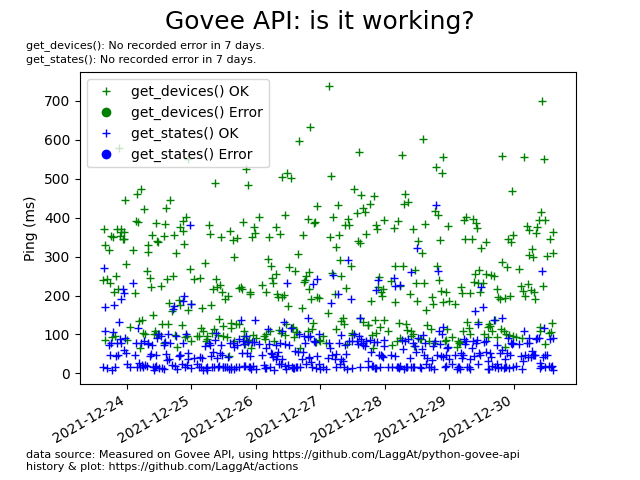 Govee API: is it working?
get_devices(): No recorded error in 7 days.
get_states(): No recorded error in 7 days.
get_devices() OK
get_devices() Error
get_states() OK
get_states() Error
Ping (ms)
700
600
500
400
300
200
100
0
2021-12-24
2021-12-25
2021-12-26
2021-12-27
2021-12-28
2021-12-29
2021-12-30
data source: Measured on Govee API, using https://github.com/LaggAt/python-govee-api
history & plot: https://github.com/LaggAt/actions